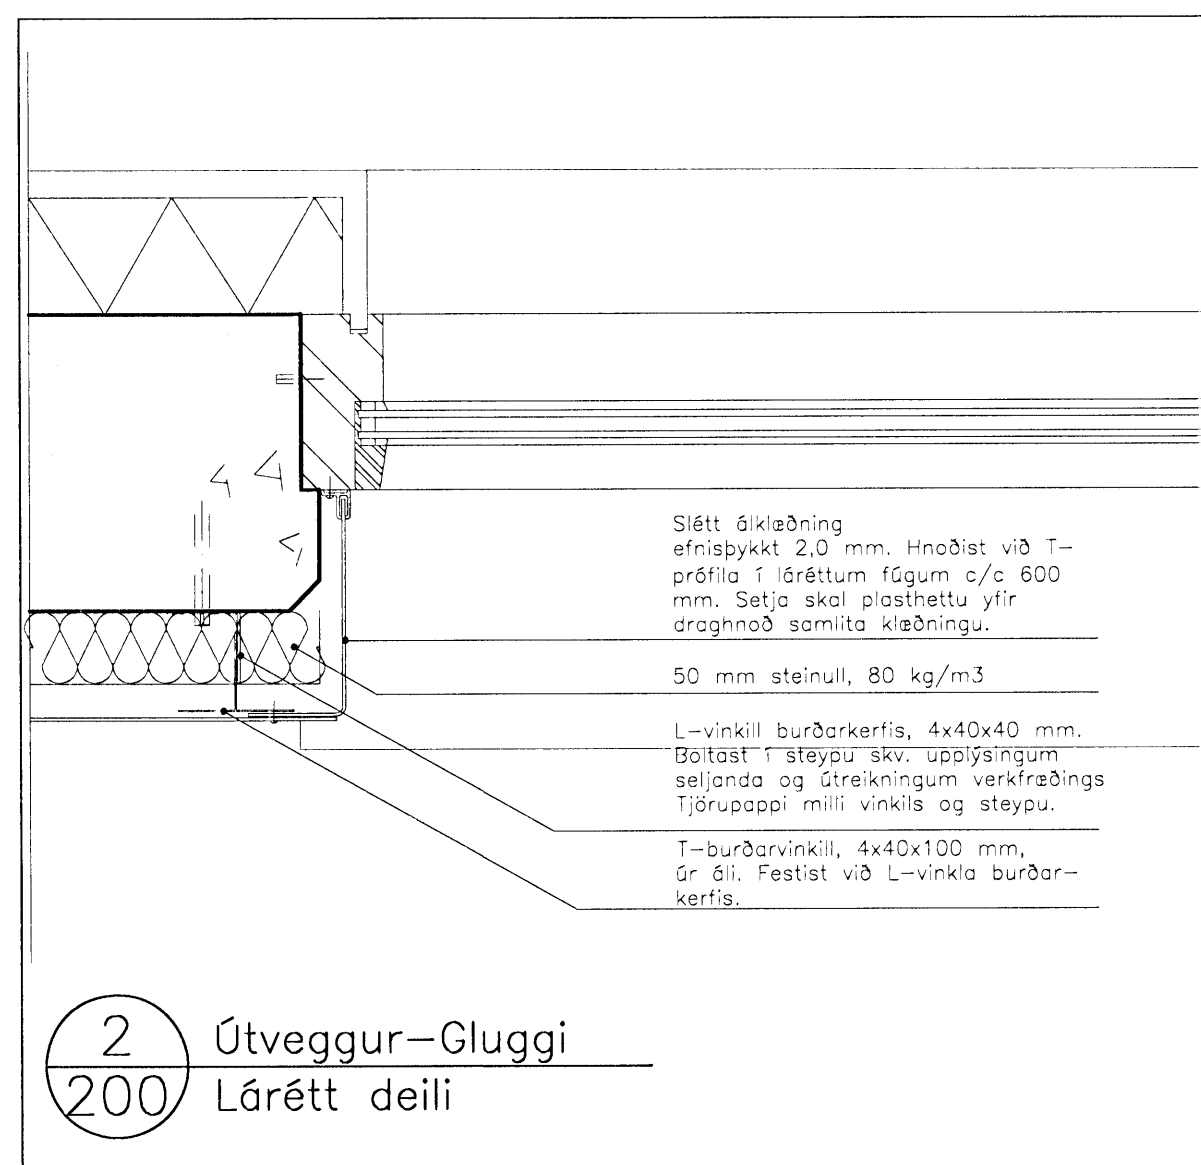 Slétt álklæðning
efnisþykkt 2,0 mm. Hnoðist við T-
prófíla í láréttum fúgum c/c 600
mm. Setja skal plasthettu yfir
draghnoð samlita klæðningu.
50 mm steinull, 80 kg/m3
L-vinkill burðarkerfis, 4x40x40 mm.
Boltast í steypu skv. upplýsingum
seljanda og útreikningum verkfræðings
Tjörupappi milli vinkils og steypu.
T-burðarvinkill, 4x40x100 mm,
úr áli. Festist við L-vinkla burðar-
kerfis.
2
200
Útveggur-Gluggi
Lárétt deili